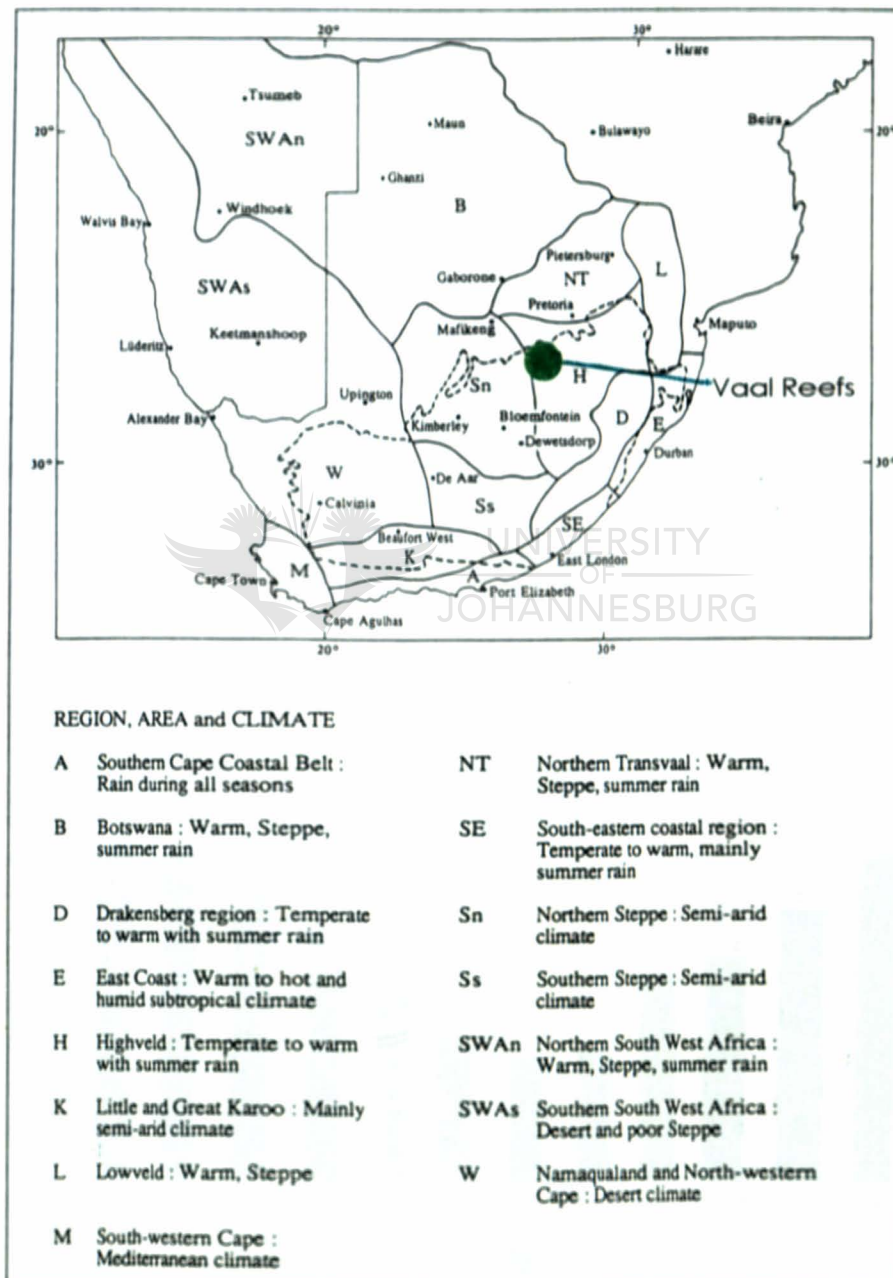 20°
30°
Harare
Tsumeb
Maun
20°
Bulawayo
Beira
20°
SWAn
Ghanzi
Windhoek
B
Walvis Bay
Pietersburg
L
Gaborone
NT
SWAs
Pretoria
Maputo
Mafikeng
Keetmanshoop
Lüderitz
H
Sn
Vaal Reefs
Upington
Alexander Bay
Kimberley
Bloemfontein
D
E
Dewetsdorp
Durban
30°
30°
W
De Aar
Calvinia
Ss
SE
Beaufort West
UNIVERSITY
K
East London
OF
M
A
Cape Town
Port Elizabeth
JOHANNESBURG
Cape Agulhas
20°
30°
REGION, AREA and CLIMATE
A Southern Cape Coastal Belt :
Rain during all seasons
B Botswana : Warm, Steppe,
summer rain
D Drakensberg region : Temperate
to warm with summer rain
E East Coast : Warm to hot and
humid subtropical climate
H Highveld : Temperate to warm
with summer rain
K Little and Great Karoo : Mainly
semi-arid climate
L Lowveld : Warm, Steppe
M South-western Cape :
Mediterranean climate
NT Northern Transvaal : Warm,
Steppe, summer rain
SE South-eastern coastal region :
Temperate to warm, mainly
summer rain
Sn Northern Steppe : Semi-arid
climate
Ss Southern Steppe : Semi-arid
climate
SWAn Northern South West Africa :
Warm, Steppe, summer rain
SWAs Southern South West Africa :
Desert and poor Steppe
W Namaqualand and North-western
Cape : Desert climate